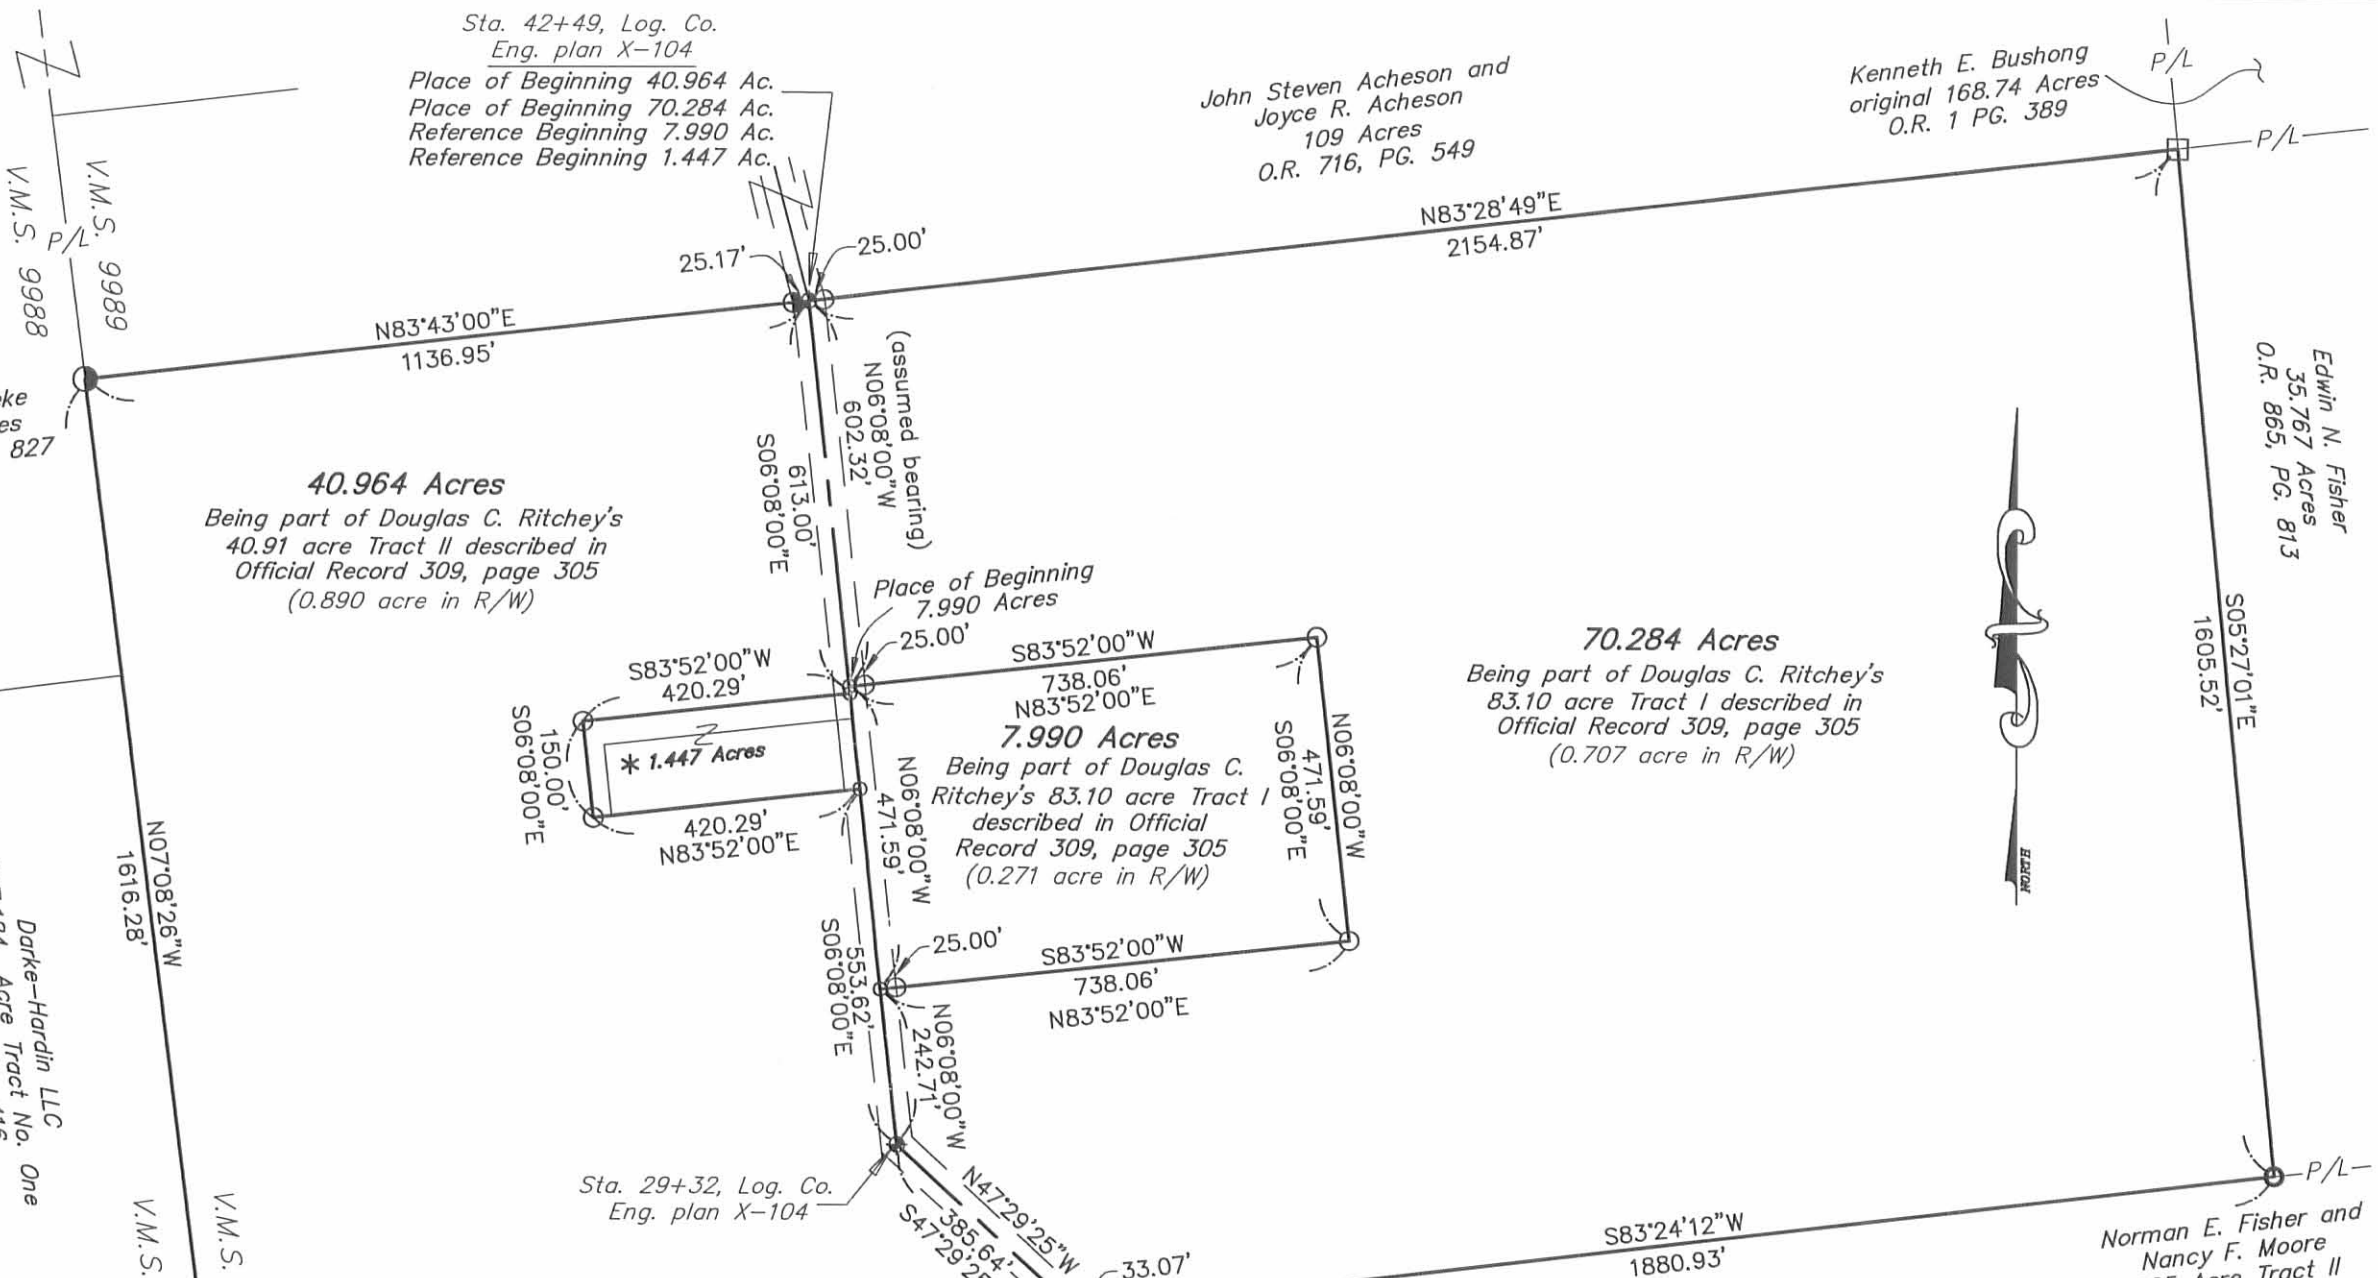 Sta. 42+49, Log. Co.
Eng. plan X-104
Place of Beginning 40.964 Ac.
Place of Beginning 70.284 Ac.
Reference Beginning 7.990 Ac.
Reference Beginning 1.447 Ac.
John Steven Acheson and
Joyce R. Acheson
109 Acres
O.R. 716, PG. 549
Kenneth E. Bushong
original 168.74 Acres
O.R. 1 PG. 389
P/L
P/L
V.M.S. 9988
P/L
V.M.S. 9989
25.17'
25.00'
N83°28'49"E
2154.87'
N83°43'00"E
1136.95'
827
(assumed bearing)
N06°08'00"W
602.32'
613.00'
S06°08'00"E
Edwin N. Fisher
35.767 Acres
O.R. 865, PG. 813
40.964 Acres
Being part of Douglas C. Ritchey's
40.91 acre Tract II described in
Official Record 309, page 305
(0.890 acre in R/W)
Place of Beginning
7.990 Acres
25.00'
S83°52'00"W
420.29'
S83°52'00"W
738.06'
N83°52'00"E
70.284 Acres
Being part of Douglas C. Ritchey's
83.10 acre Tract I described in
Official Record 309, page 305
(0.707 acre in R/W)
S05°27'01"E
1605.52'
150.00'
S06°08'00"E
* 1.447 Acres
420.29'
N83°52'00"E
7.990 Acres
Being part of Douglas C.
Ritchey's 83.10 acre Tract I
described in Official
Record 309, page 305
(0.271 acre in R/W)
N06°08'00"W
471.59'
N06°08'00"W
471.59'
S06°08'00"E
NORTH
N07°08'26"W
1616.28'
25.00'
S83°52'00"W
738.06'
N83°52'00"E
553.62'
S06°08'00"E
N06°08'00"W
242.71'
Darke-Hardin LLC
Acre Tract No. One
V.M.S.
V.M.S.
Sta. 29+32, Log. Co.
Eng. plan X-104
N47°29'25"W
385.64'
33.07'
S83°24'12"W
1880.93'
P/L
Norman E. Fisher and
Nancy F. Moore
Tract II